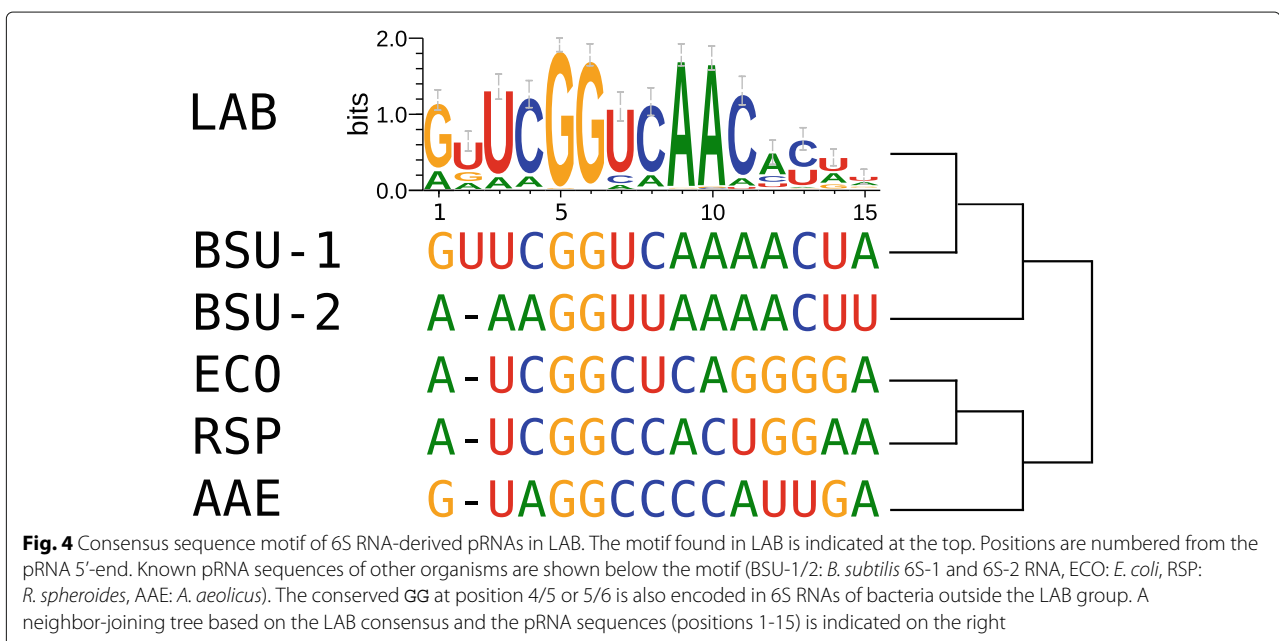 2.0
LAB
bits
1.0
GUUCGGUCAACACUU
0.0
1 5 10 15
BSU-1 GUUCGGUCAAAACUA
BSU-2 A-AAGGUUAAAACUU
ECO A-UCGGCUCAGGGGA
RSP A-UCGGCCACUGGAA
AAE G-UAGGCCCCAUUGA
Fig. 4 Consensus sequence motif of 6S RNA-derived pRNAs in LAB. The motif found in LAB is indicated at the top. Positions are numbered from the
pRNA 5’-end. Known pRNA sequences of other organisms are shown below the motif (BSU-1/2: B. subtilis 6S-1 and 6S-2 RNA, ECO: E. coli, RSP:
R. spheroides, AAE: A. aeolicus). The conserved GG at position 4/5 or 5/6 is also encoded in 6S RNAs of bacteria outside the LAB group. A
neighbor-joining tree based on the LAB consensus and the pRNA sequences (positions 1-15) is indicated on the right